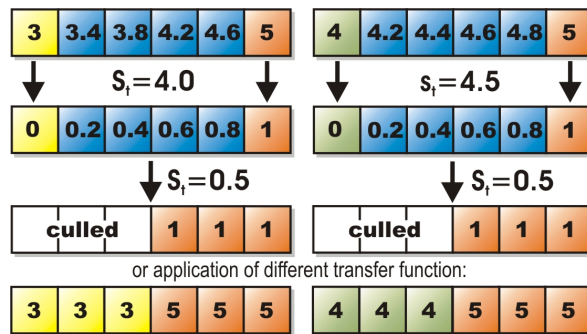 3 3.4 3.8 4.2 4.6 5 4 4.2 4.4 4.6 4.8 5
St=4.0 St=4.5
0 0.2 0.4 0.6 0.8 1 0 0.2 0.4 0.6 0.8 1
St=0.5 St=0.5
culled 1 1 1 culled 1 1 1
or application of different transfer function:
3 3 3 5 5 5 4 4 4 5 5 5